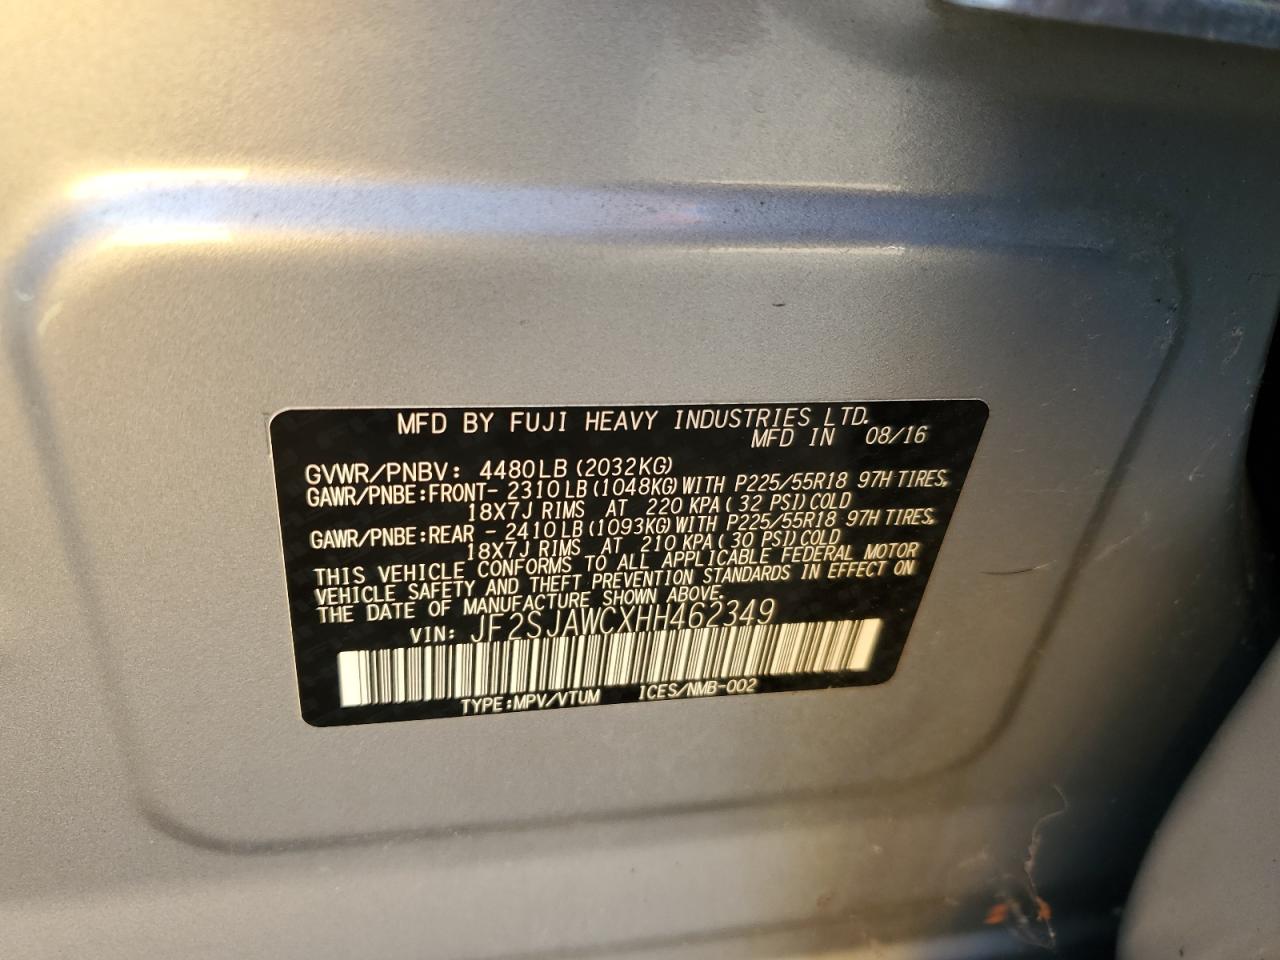 MFD BY FUJI HEAVY INDUSTRIES LTD.
MFD IN 08/16
GVWR/PNBV: 4480LB (2032KG)
GAWR/PNBE:FRONT- 2310LB (1048KG) WITH P225/55R18 97H TIRES,
18X7J RIMS AT 220 KPA ( 32 PSI) COLD
GAWR/PNBE:REAR - 2410LB (1093KG) WITH P225/55R18 97H TIRES,
18X7J RIMS AT 210 KPA ( 30 PSI) COLD
THIS VEHICLE CONFORMS TO ALL APPLICABLE FEDERAL MOTOR
VEHICLE SAFETY AND THEFT PREVENTION STANDARDS IN EFFECT ON
THE DATE OF MANUFACTURE SHOWN ABOVE.
VIN: JF2SJAWCXHH462349
TYPE:MPV/VTUM ICES/NMB-002